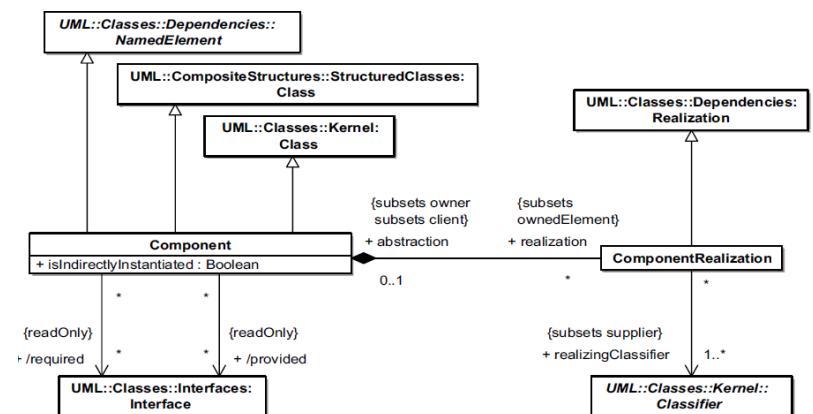 UML::Classes::Dependencies::
NamedElement
UML::CompositeStructures::StructuredClasses:
Class
UML::Classes::Kernel:
Class
UML::Classes::Dependencies:
Realization
{subsets owner
subsets client}
+ abstraction
{subsets
ownedElement}
+ realization
Component
+ isIndirectlyInstantiated : Boolean
0..1
*
ComponentRealization
*
*
*
{readOnly}
+ /required
*
*
{readOnly}
+ /provided
{subsets supplier}
+ realizingClassifier
1..*
UML::Classes::Interfaces:
Interface
UML::Classes::Kernel::
Classifier